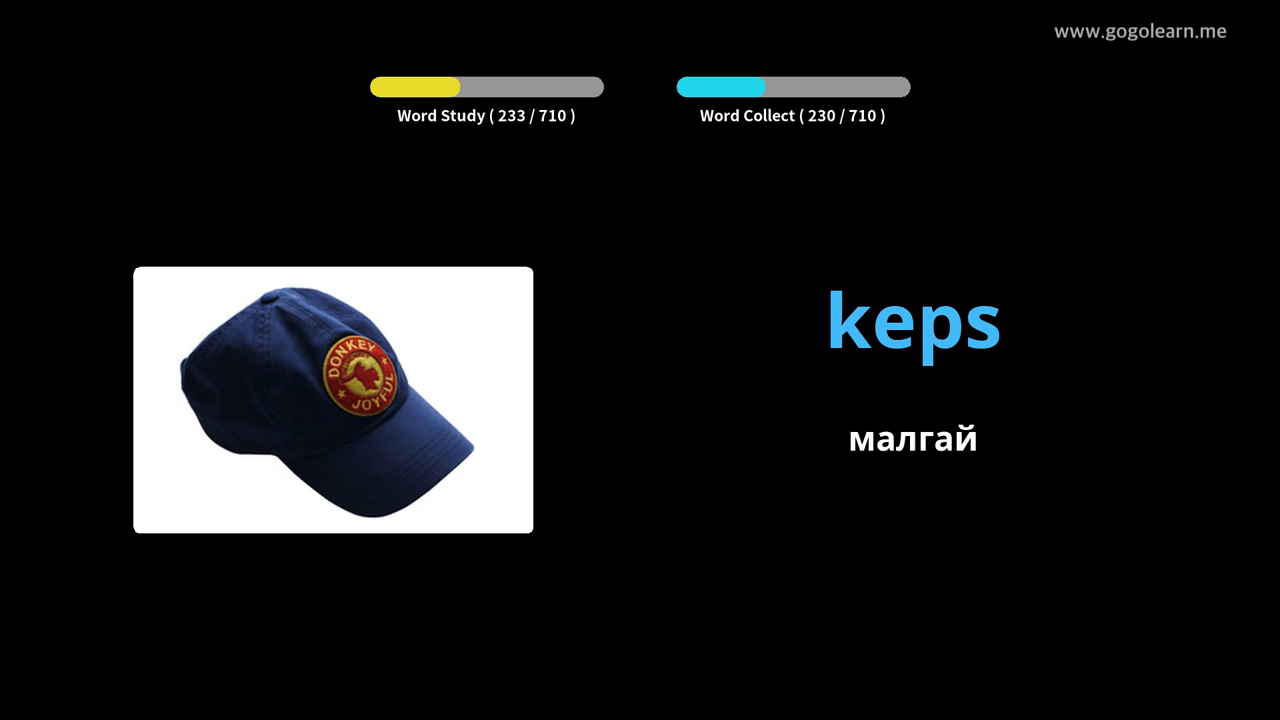 www.gogolearn.me
Word Study ( 233 / 710 )
Word Collect ( 230 / 710 )
DONKEY
JOYFUL
keps
малгай